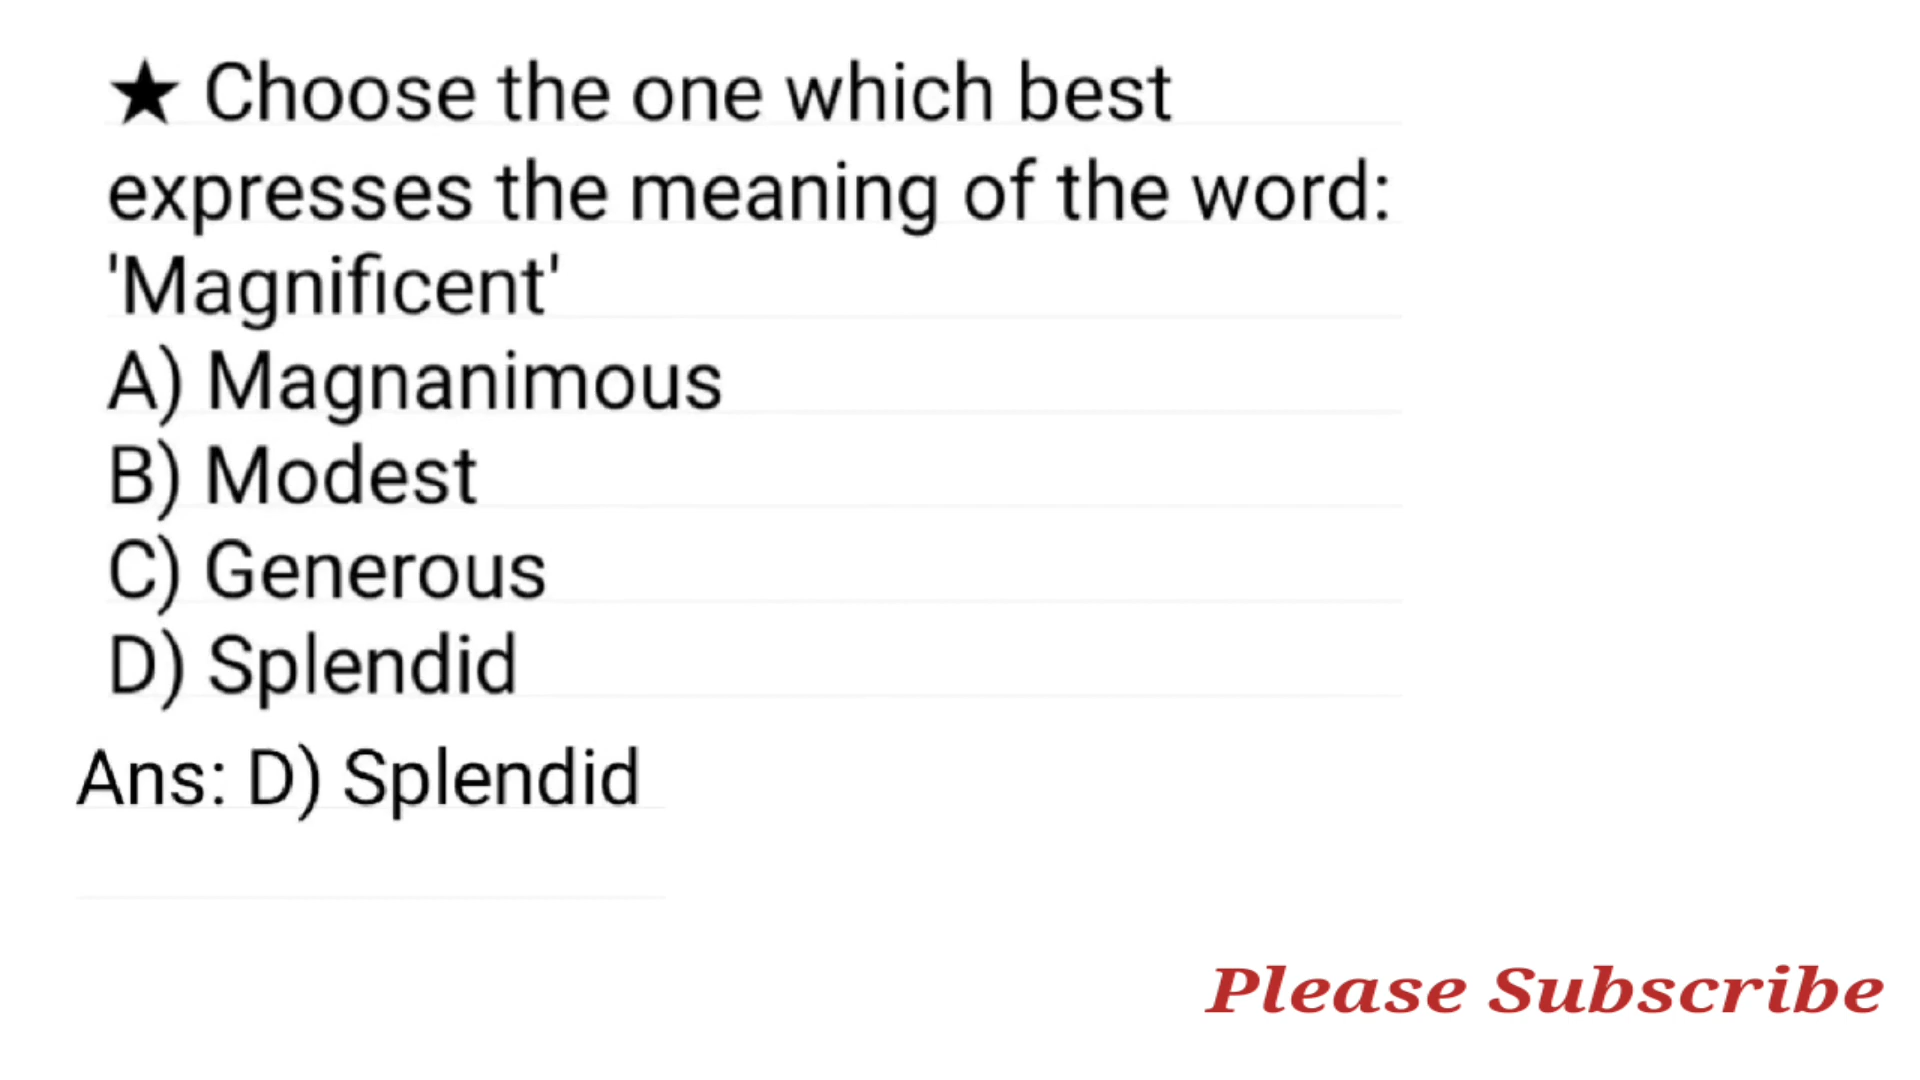 ★ Choose the one which best
expresses the meaning of the word:
'Magnificent'
A) Magnanimous
B) Modest
C) Generous
D) Splendid
Ans: D) Splendid
Please Subscribe